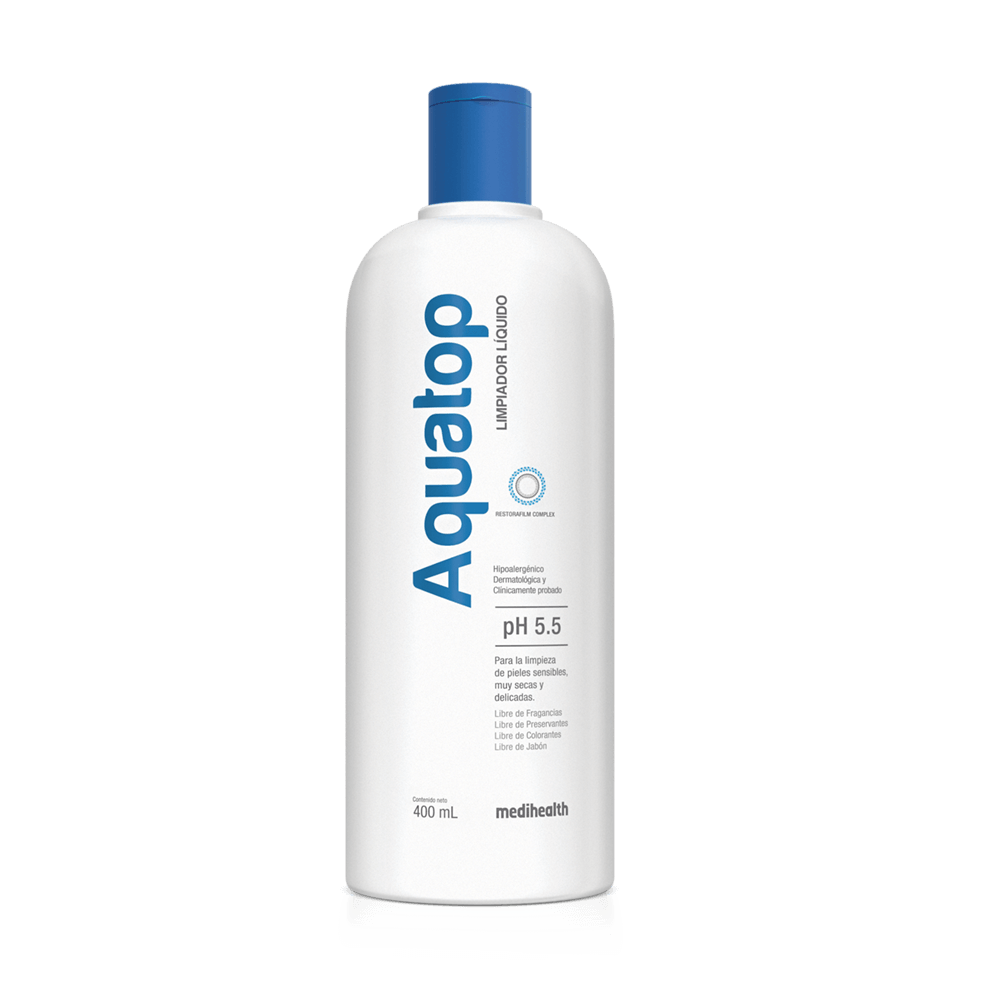 Aquatop
LIMPIADOR LÍQUIDO
RESTORAFILM COMPLEX
Hipoalergénico
Dermatológica y
Clínicamente probado
pH 5.5
Para la limpieza
de pieles sensibles,
muy secas y
delicadas.
Libre de Fragancias
Libre de Preservantes
Libre de Colorantes
Libre de Jabón
Contenido neto
400 mL
medihealth